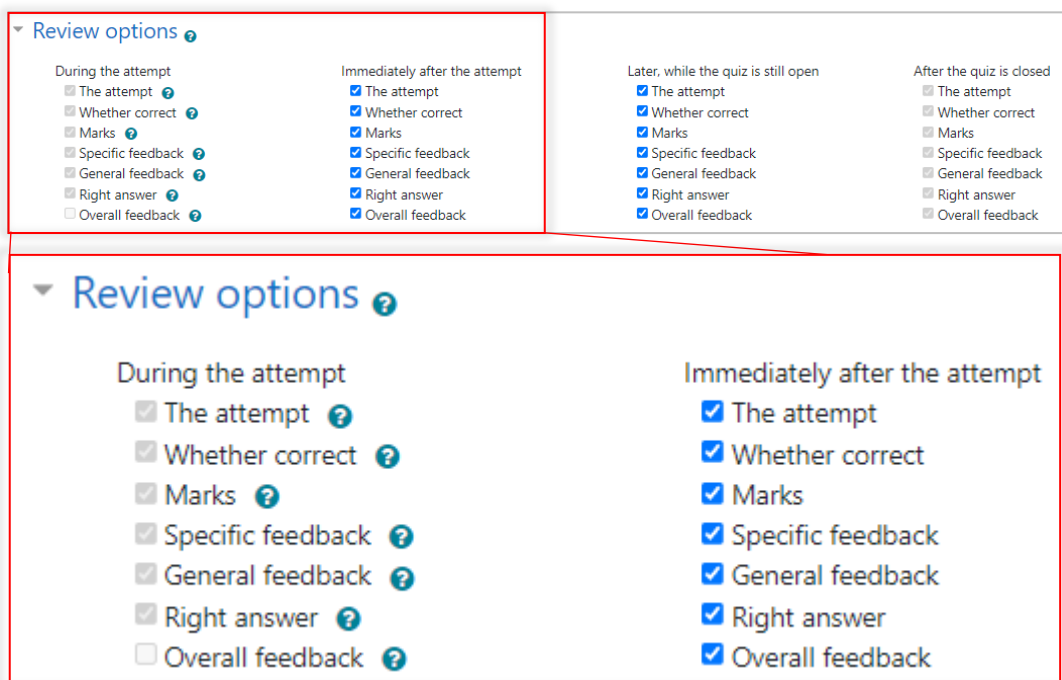 Review options
During the attempt Immediately after the attempt Later, while the quiz is still open After the quiz is closed
The attempt The attempt The attempt The attempt
Whether correct Whether correct Whether correct Whether correct
Marks Marks Marks Marks
Specific feedback Specific feedback Specific feedback Specific feedback
General feedback General feedback General feedback General feedback
Right answer Right answer Right answer Right answer
Overall feedback Overall feedback Overall feedback Overall feedback
Review options
During the attempt Immediately after the attempt
The attempt The attempt
Whether correct Whether correct
Marks Marks
Specific feedback Specific feedback
General feedback General feedback
Right answer Right answer
Overall feedback Overall feedback